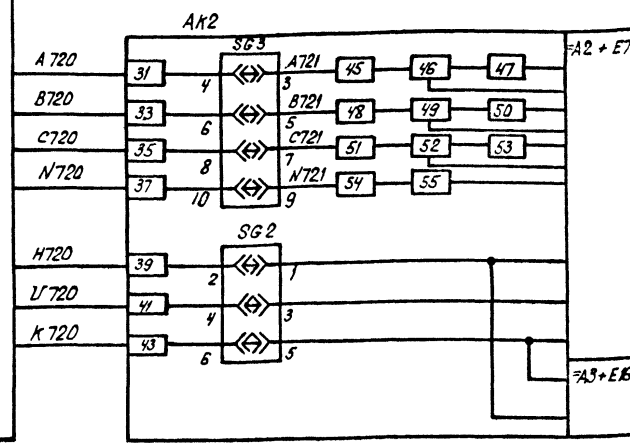 AK2
SG3
A720 31 4 3 A721 45 46 47 =A2+E7
B720 33 6 5 B721 48 49 50
C720 35 8 7 C721 51 52 53
N720 37 10 9 N721 54 55
SG2
H720 39 2 1
U720 41 4 3
K720 43 6 5
=A3+E16